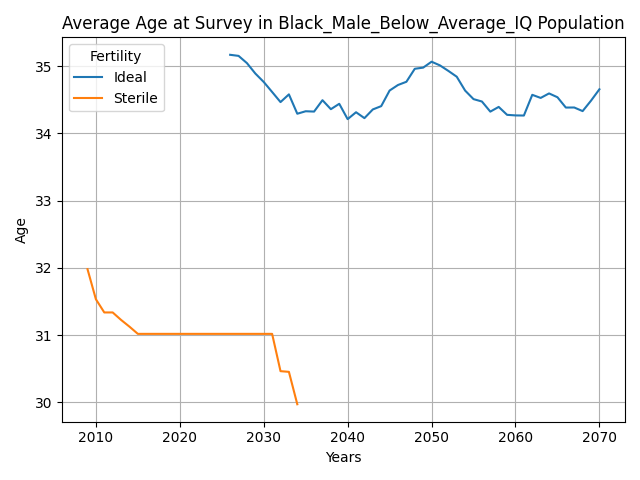 Average Age at Survey in Black_Male_Below_Average_IQ Population
Fertility
Ideal
Sterile
Age
35
34
33
32
31
30
2010 2020 2030 2040 2050 2060 2070
Years